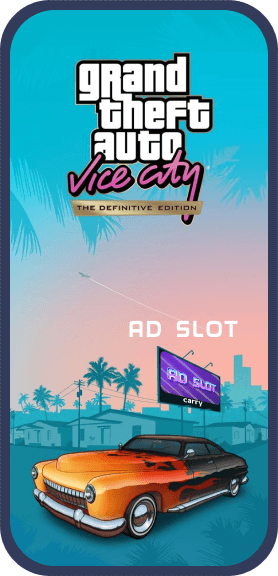 grand
theft
auto
Vice City
THE DEFINITIVE EDITION
AD SLOT
AD SLOT
carry